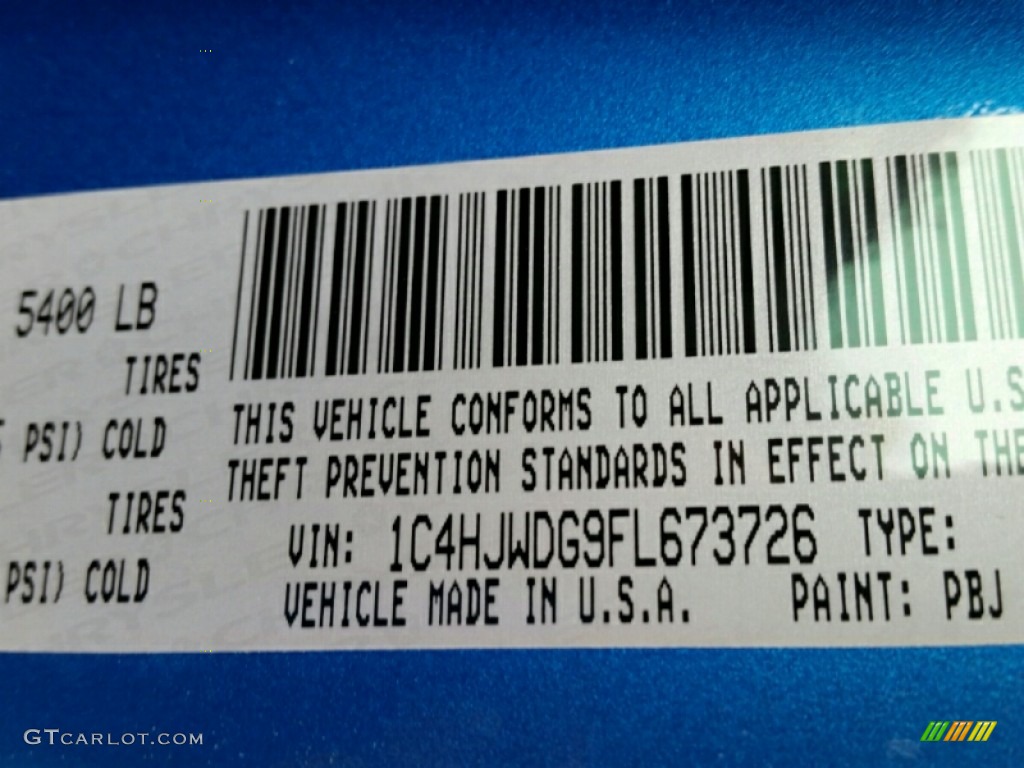 5400 LB
TIRES
PSI) COLD
TIRES
PSI) COLD
THIS VEHICLE CONFORMS TO ALL APPLICABLE U.S
THEFT PREVENTION STANDARDS IN EFFECT ON THE
VIN: 1C4HJWDG9FL673726 TYPE:
VEHICLE MADE IN U.S.A. PAINT: PBJ
GTCARLOT.COM